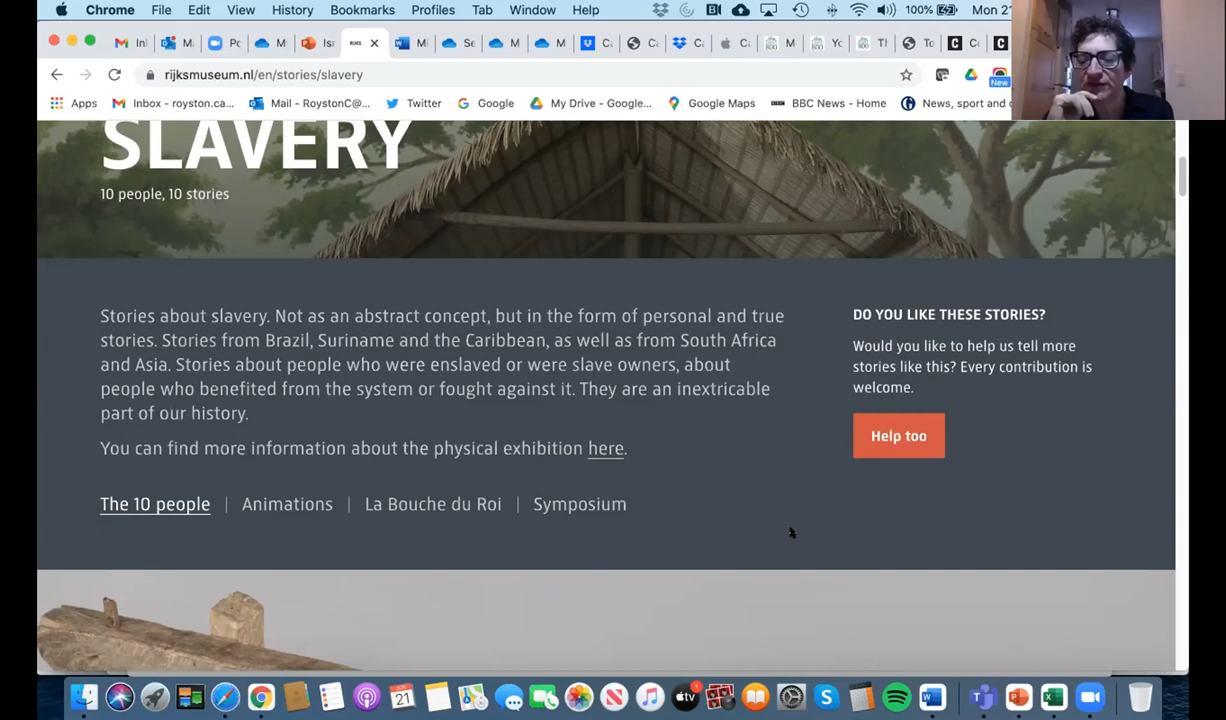 Chrome File Edit View History Bookmarks Profiles Tab Window Help 100% Mon 2
rijksmuseum.nl/en/stories/slavery
New
Apps Inbox - royston.ca... Mail - RoystonC@... Twitter Google My Drive - Google... Google Maps BBC News - Home News, sport and
SLAVERY
10 people, 10 stories
Stories about slavery. Not as an abstract concept, but in the form of personal and true
stories. Stories from Brazil, Suriname and the Caribbean, as well as from South Africa
and Asia. Stories about people who were enslaved or were slave owners, about
people who benefited from the system or fought against it. They are an inextricable
part of our history.
You can find more information about the physical exhibition here.
The 10 people | Animations | La Bouche du Roi | Symposium
DO YOU LIKE THESE STORIES?
Would you like to help us tell more
stories like this? Every contribution is
welcome.
Help too
JUN
21
tv